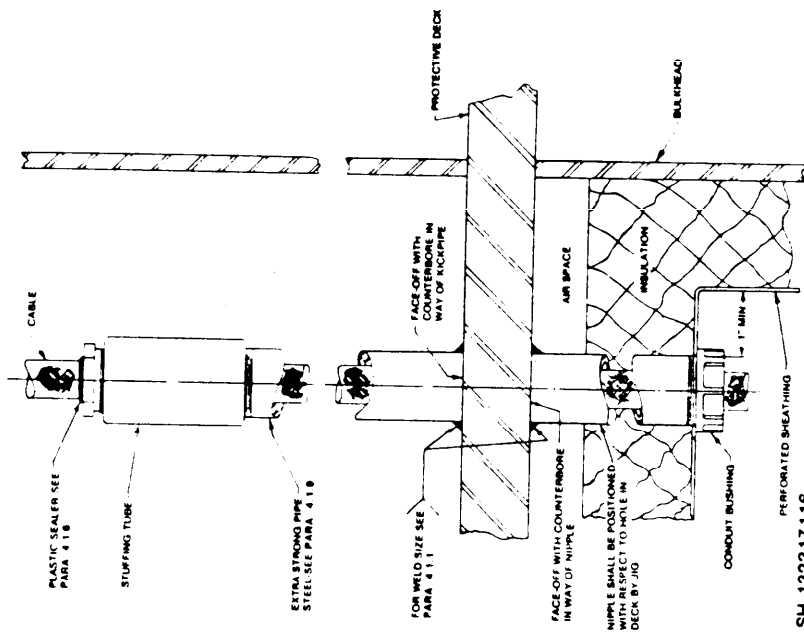 CABLE
PLASTIC SEALER SEE
PARA 4 1 8
STUFFING TUBE
EXTRA STRONG PIPE
STEEL-SEE PARA 4 1 9
PROTECTIVE DECK
FACE-OFF WITH
COUNTERBORE IN
WAY OF KICKPIPE
FOR WELD SIZE SEE
PARA 4 1 1
BULKHEAD
AIR SPACE
INSULATION
FACE-OFF WITH COUNTERBORE
IN WAY OF NIPPLE
NIPPLE SHALL BE POSITIONED
WITH RESPECT TO HOLE IN
DECK BY JIG
1" MIN
CONDUIT BUSHING
PERFORATED SHEATHING
SH